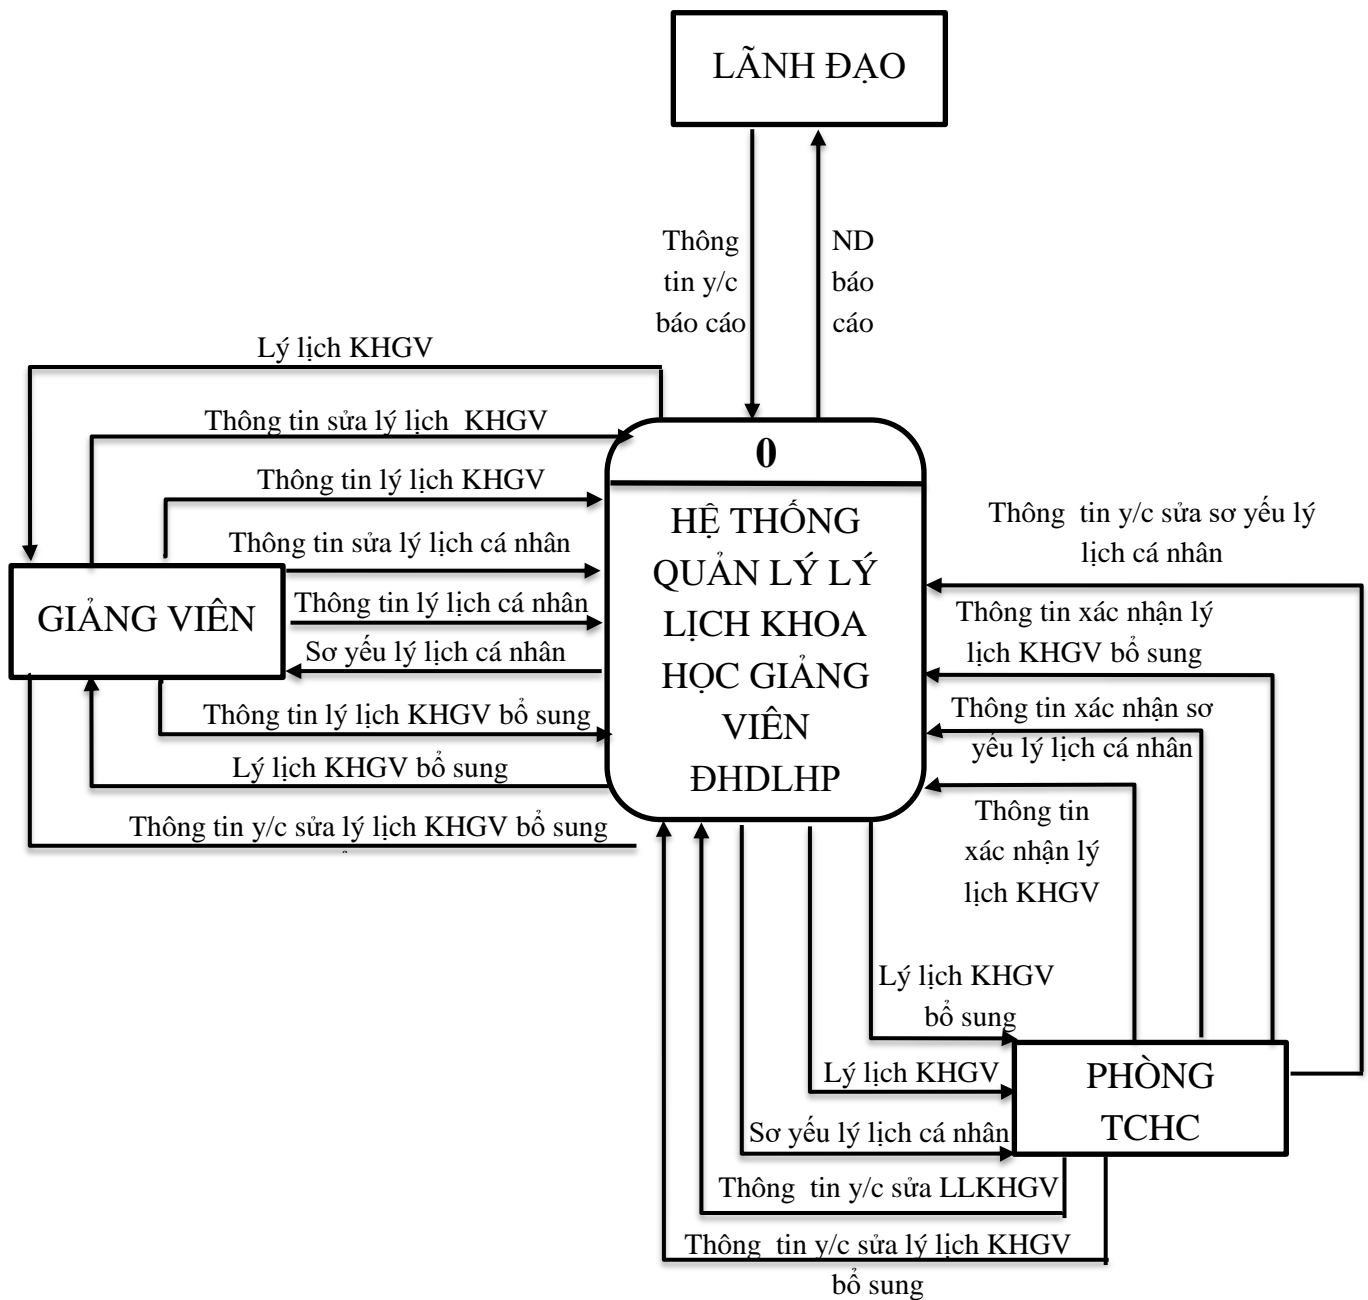 LÃNH ĐẠO
Thông
tin y/c
báo cáo
ND
báo
cáo
Lý lịch KHGV
Thông tin sửa lý lịch KHGV
Thông tin lý lịch KHGV
Thông tin sửa lý lịch cá nhân
Thông tin lý lịch cá nhân
Sơ yếu lý lịch cá nhân
GIẢNG VIÊN
Thông tin lý lịch KHGV bổ sung
Lý lịch KHGV bổ sung
Thông tin y/c sửa lý lịch KHGV bổ sung
0
HỆ THỐNG
QUẢN LÝ LÝ
LỊCH KHOA
HỌC GIẢNG
VIÊN
ĐHDLHP
Thông tin y/c sửa sơ yếu lý
lịch cá nhân
Thông tin xác nhận lý
lịch KHGV bổ sung
Thông tin xác nhận sơ
yếu lý lịch cá nhân
Thông tin
xác nhận lý
lịch KHGV
Lý lịch KHGV
bổ sung
Lý lịch KHGV
Sơ yếu lý lịch cá nhân
PHÒNG
TCHC
Thông tin y/c sửa LLKHGV
Thông tin y/c sửa lý lịch KHGV
bổ sung